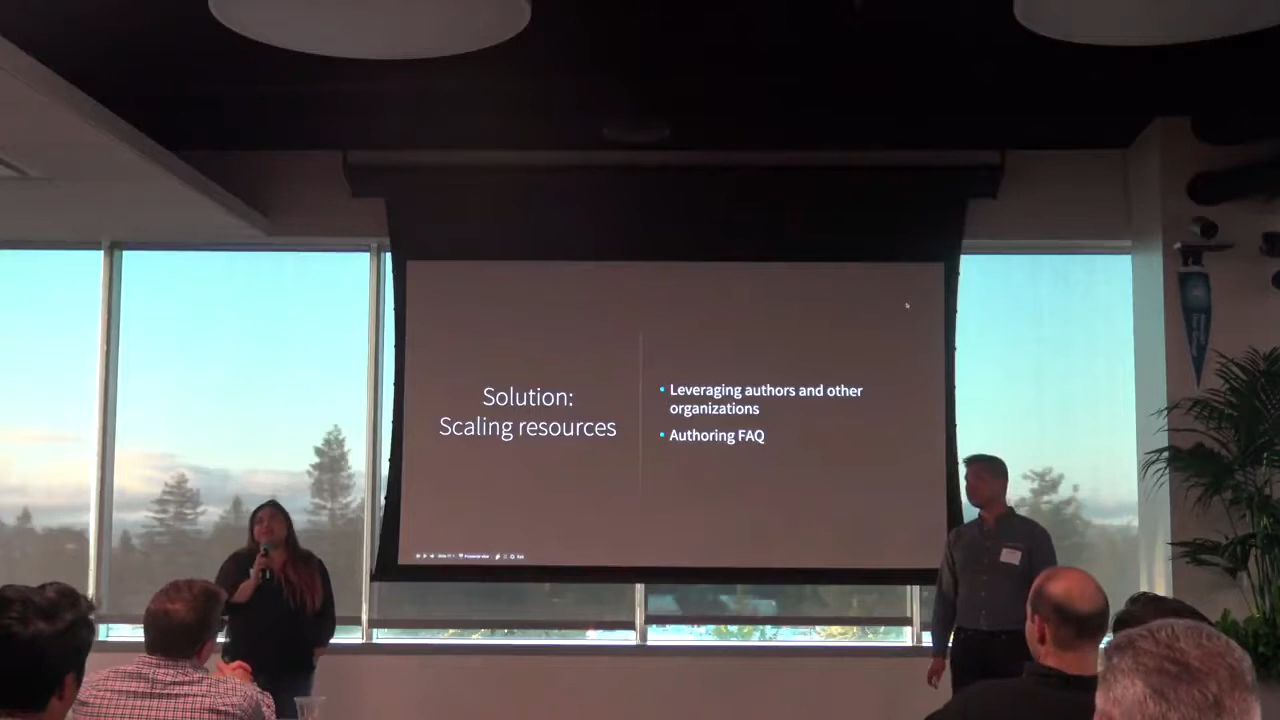 Solution:
Scaling resources
• Leveraging authors and other
organizations
• Authoring FAQ